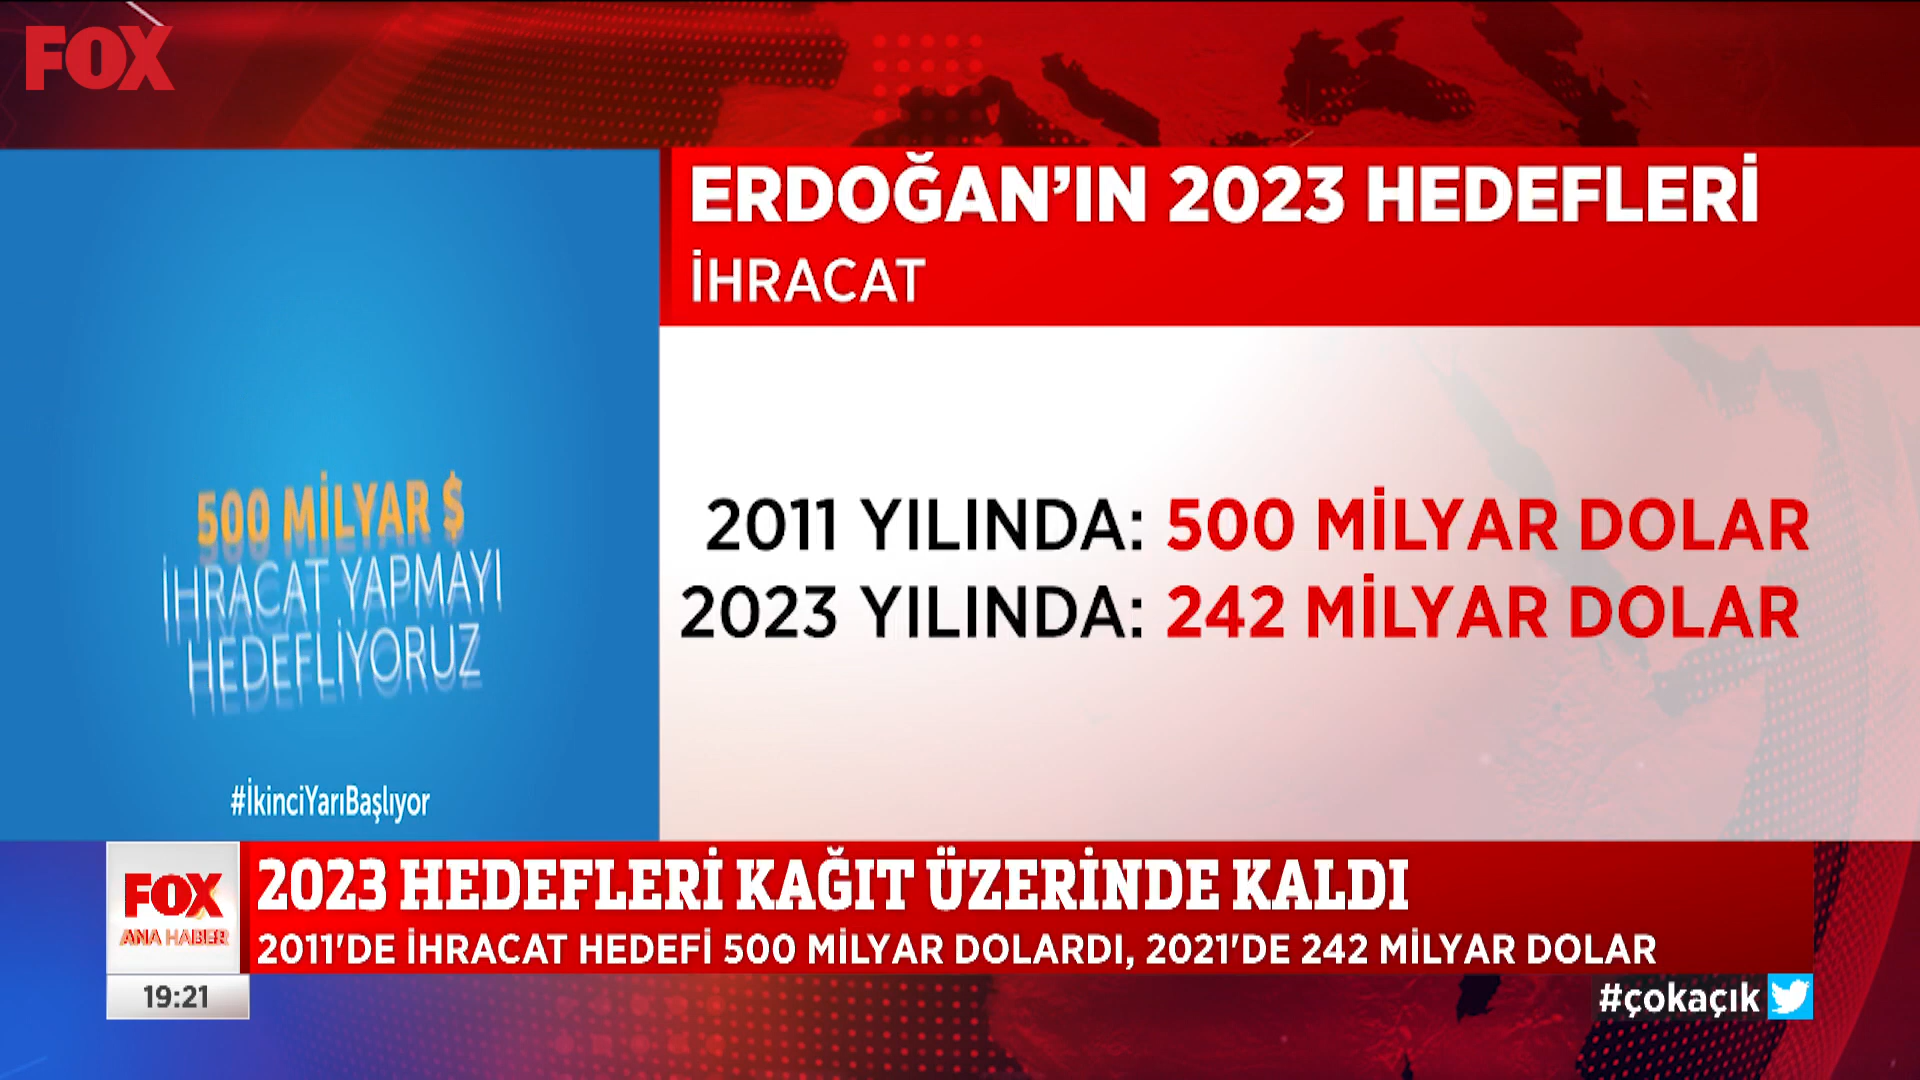 FOX
ERDOĞAN’IN 2023 HEDEFLERİ
İHRACAT
500 MİLYAR $
İHRACAT YAPMAYI
HEDEFLİYORUZ
#İkinciYarıBaşlıyor
2011 YILINDA: 500 MİLYAR DOLAR
2023 YILINDA: 242 MİLYAR DOLAR
FOX
ANA HABER
2023 HEDEFLERİ KAĞIT ÜZERİNDE KALDI
2011'DE İHRACAT HEDEFİ 500 MİLYAR DOLARDI, 2021'DE 242 MİLYAR DOLAR
19:21
#çokaçık